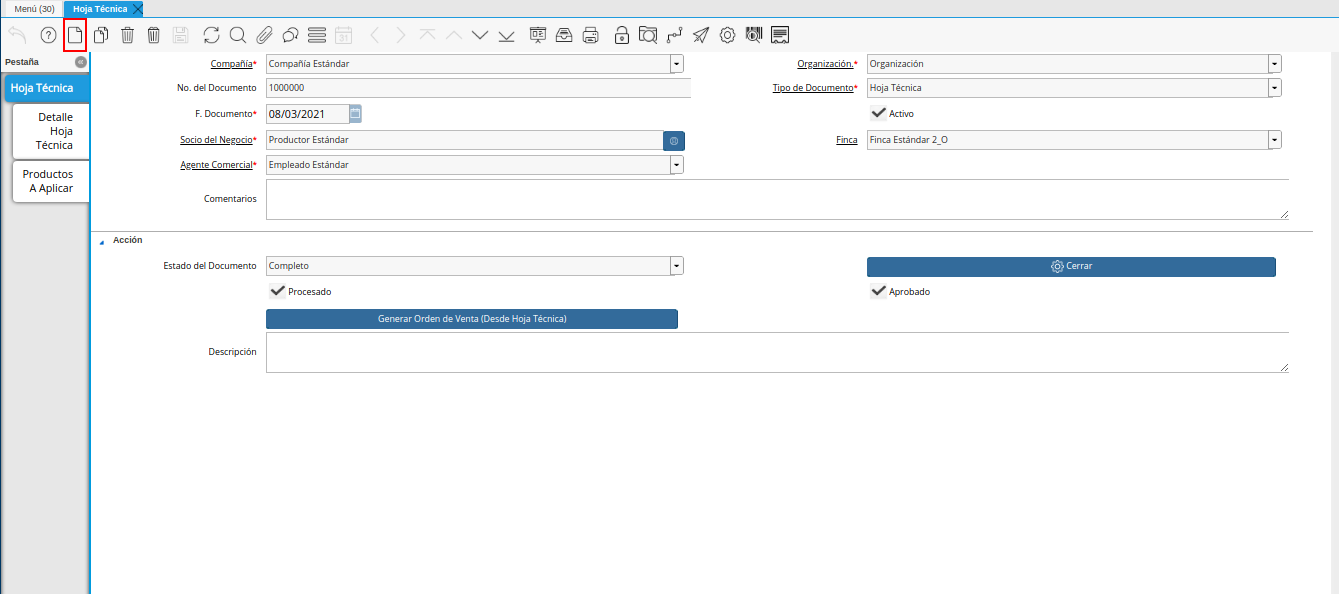 Menú (30)
Hoja Técnica
Pestaña
Hoja Técnica
Detalle
Hoja
Técnica
Productos
A Aplicar
Compañía* Compañía Estándar
Organización.* Organización
No. del Documento 1000000
Tipo de Documento* Hoja Técnica
F. Documento* 08/03/2021
Activo
Socio del Negocio* Productor Estándar
Finca Finca Estándar 2_O
Agente Comercial* Empleado Estándar
Comentarios
Acción
Estado del Documento Completo
Cerrar
Procesado
Aprobado
Generar Orden de Venta (Desde Hoja Técnica)
Descripción